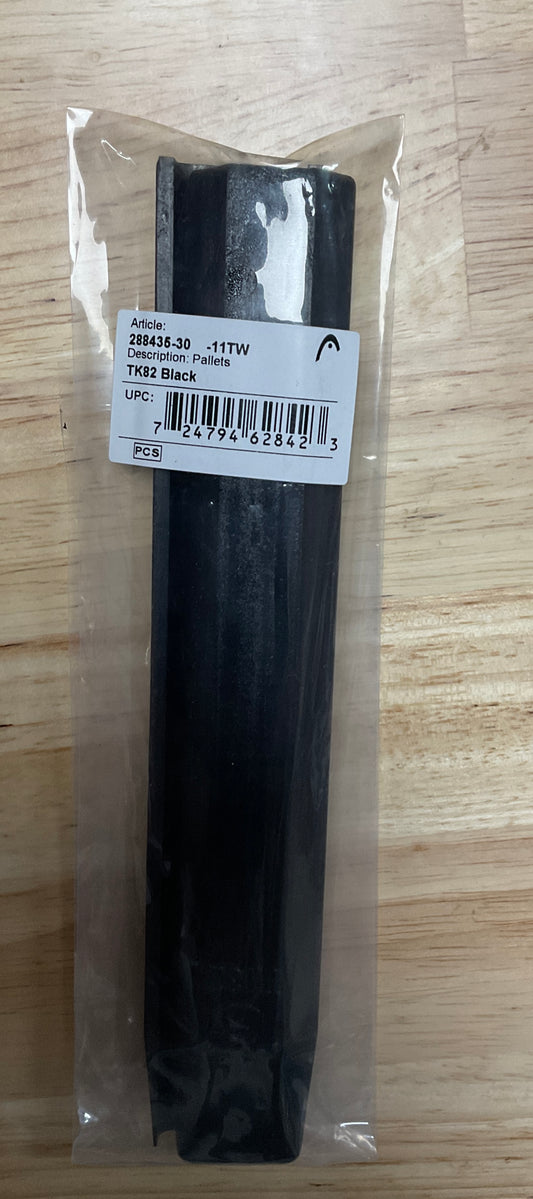 Article:
288435-30 -11TW
Description: Pallets
TK82 Black
UPC:
7 24794 62842 3
PCS